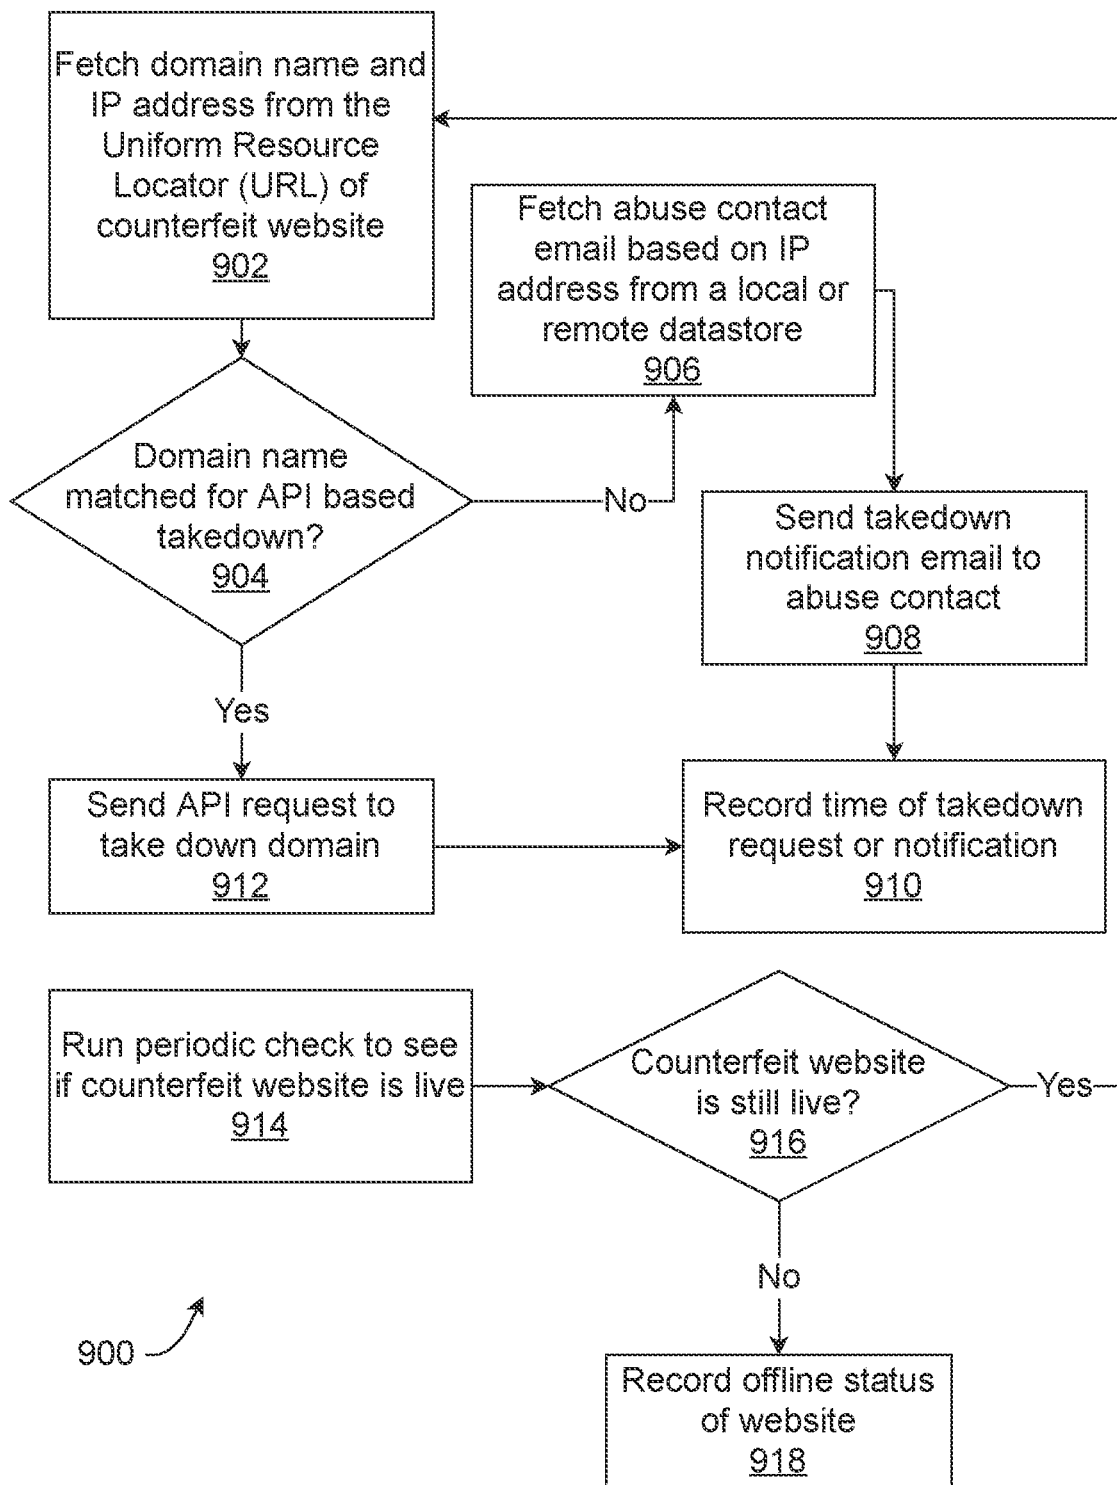 Fetch domain name and
IP address from the
Uniform Resource
Locator (URL) of
counterfeit website
902
Fetch abuse contact
email based on IP
address from a local or
remote datastore
906
Domain name
matched for API based
takedown?
904
No
Send takedown
notification email to
abuse contact
908
Yes
Send API request to
take down domain
912
Record time of takedown
request or notification
910
Run periodic check to see
if counterfeit website is live
914
Counterfeit website
is still live?
916
Yes
No
900
Record offline status
of website
918